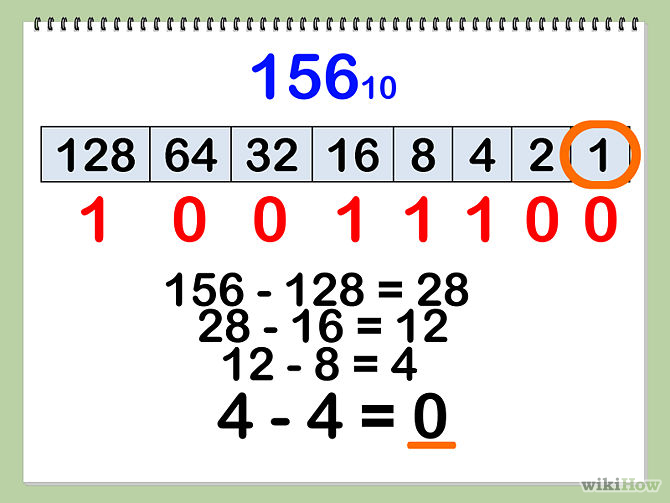 156₁₀
128 64 32 16 8 4 2 1
1 0 0 1 1 1 0 0
156 - 128 = 28
28 - 16 = 12
12 - 8 = 4
4 - 4 = 0
wikiHow